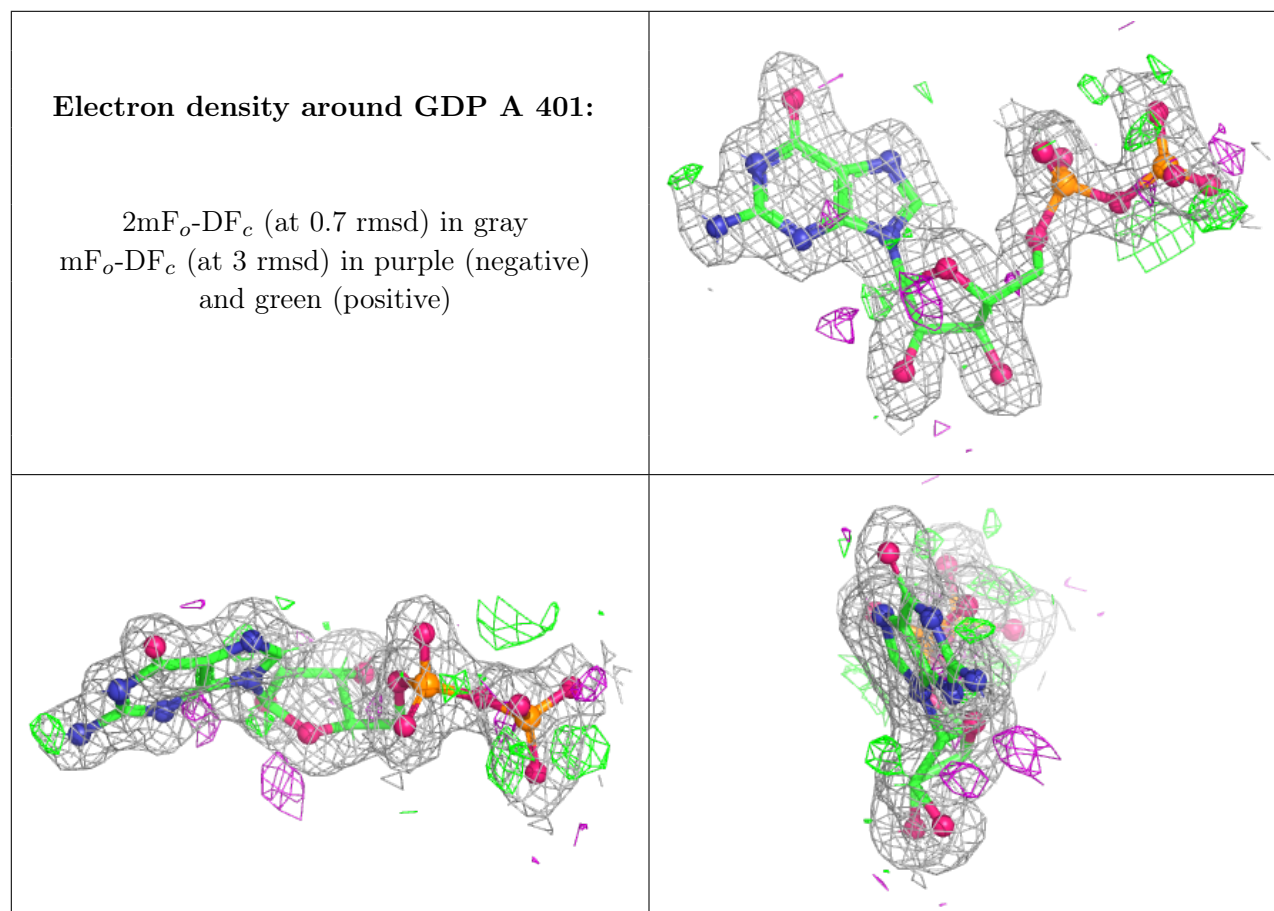 Electron density around GDP A 401:
2mFo-DFc (at 0.7 rmsd) in gray
mFo-DFc (at 3 rmsd) in purple (negative)
and green (positive)